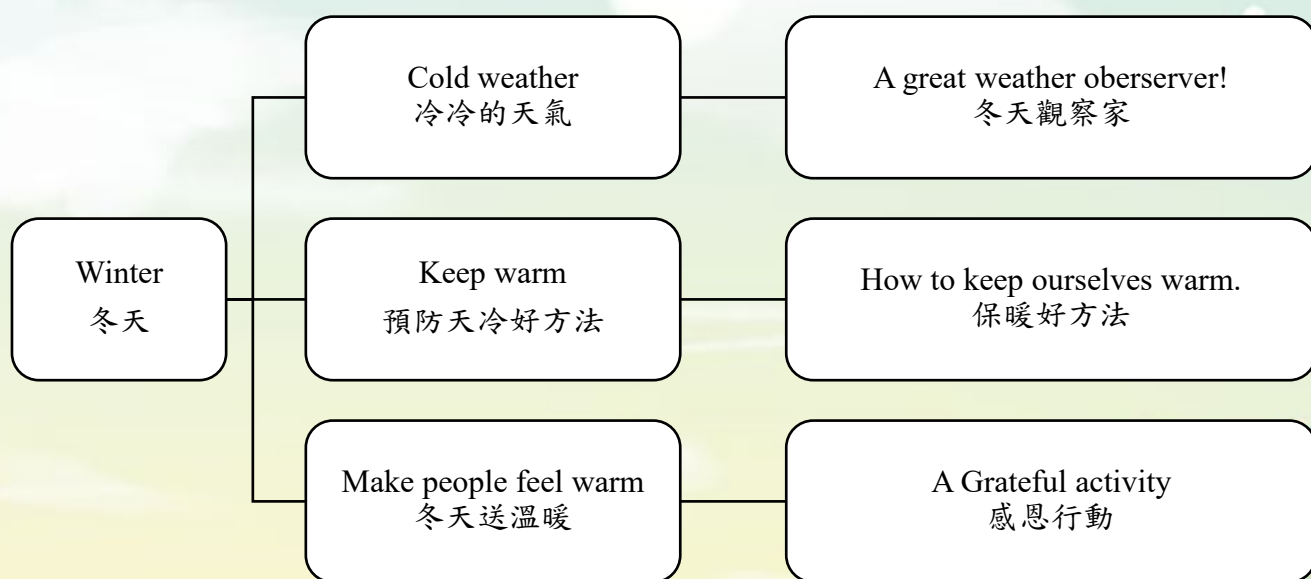 Winter
冬天
Cold weather
冷冷的天氣
A great weather oberserver!
冬天觀察家
Keep warm
預防天冷好方法
How to keep ourselves warm.
保暖好方法
Make people feel warm
冬天送溫暖
A Grateful activity
感恩行動